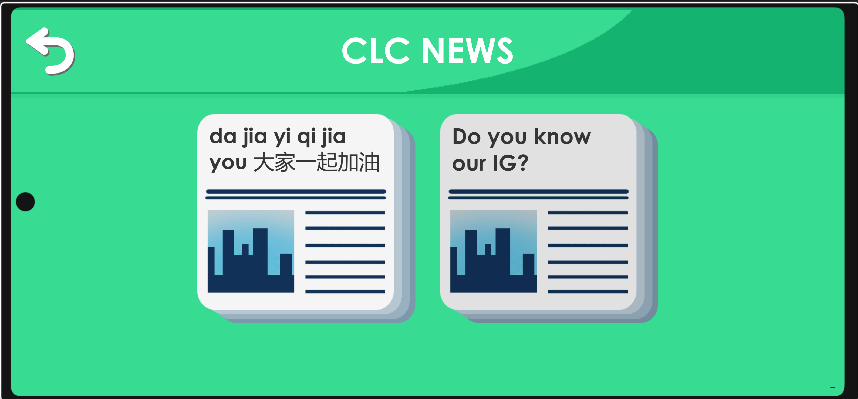 CLC NEWS
da jia yi qi jia
you 大家一起加油
Do you know
our IG?